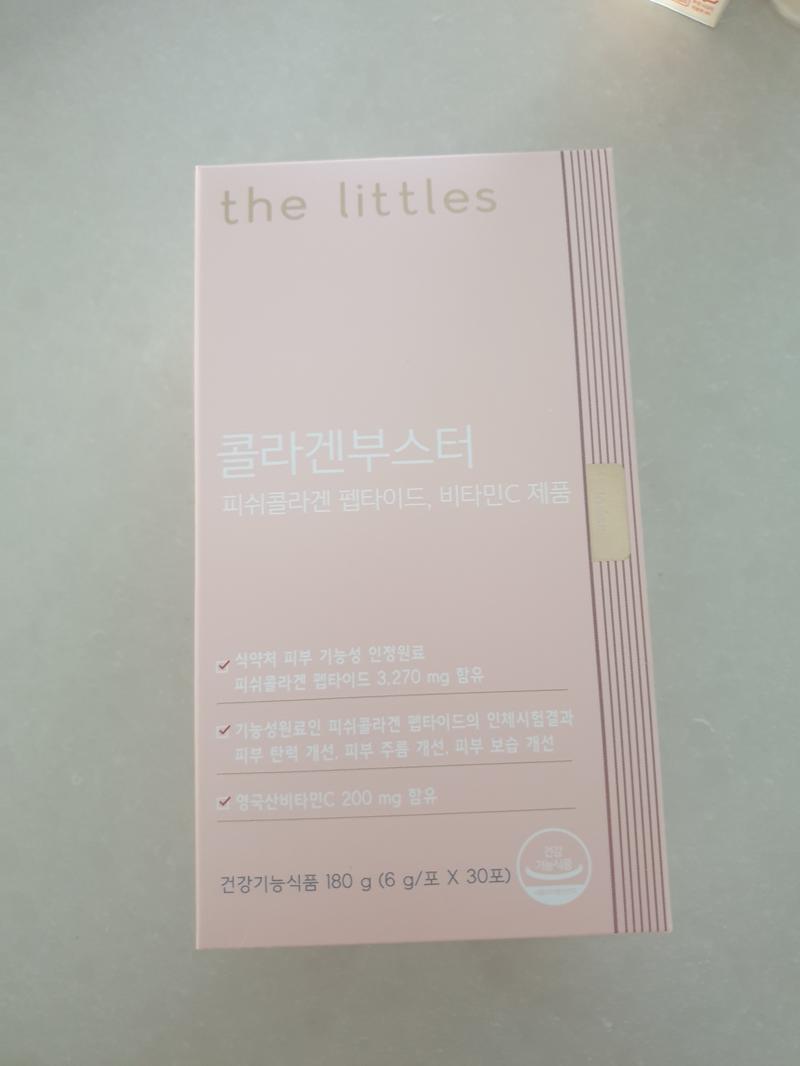 the littles
콜라겐부스터
피쉬콜라겐 펩타이드, 비타민C 제품
식약처 피부 기능성 인정원료
피쉬콜라겐 펩타이드 3,270 mg 함유
기능성원료인 피쉬콜라겐 펩타이드의 인체시험결과
피부 탄력 개선, 피부 주름 개선, 피부 보습 개선
영국산비타민C 200 mg 함유
건강기능식품 180 g (6 g/포 X 30포)
건강
기능식품